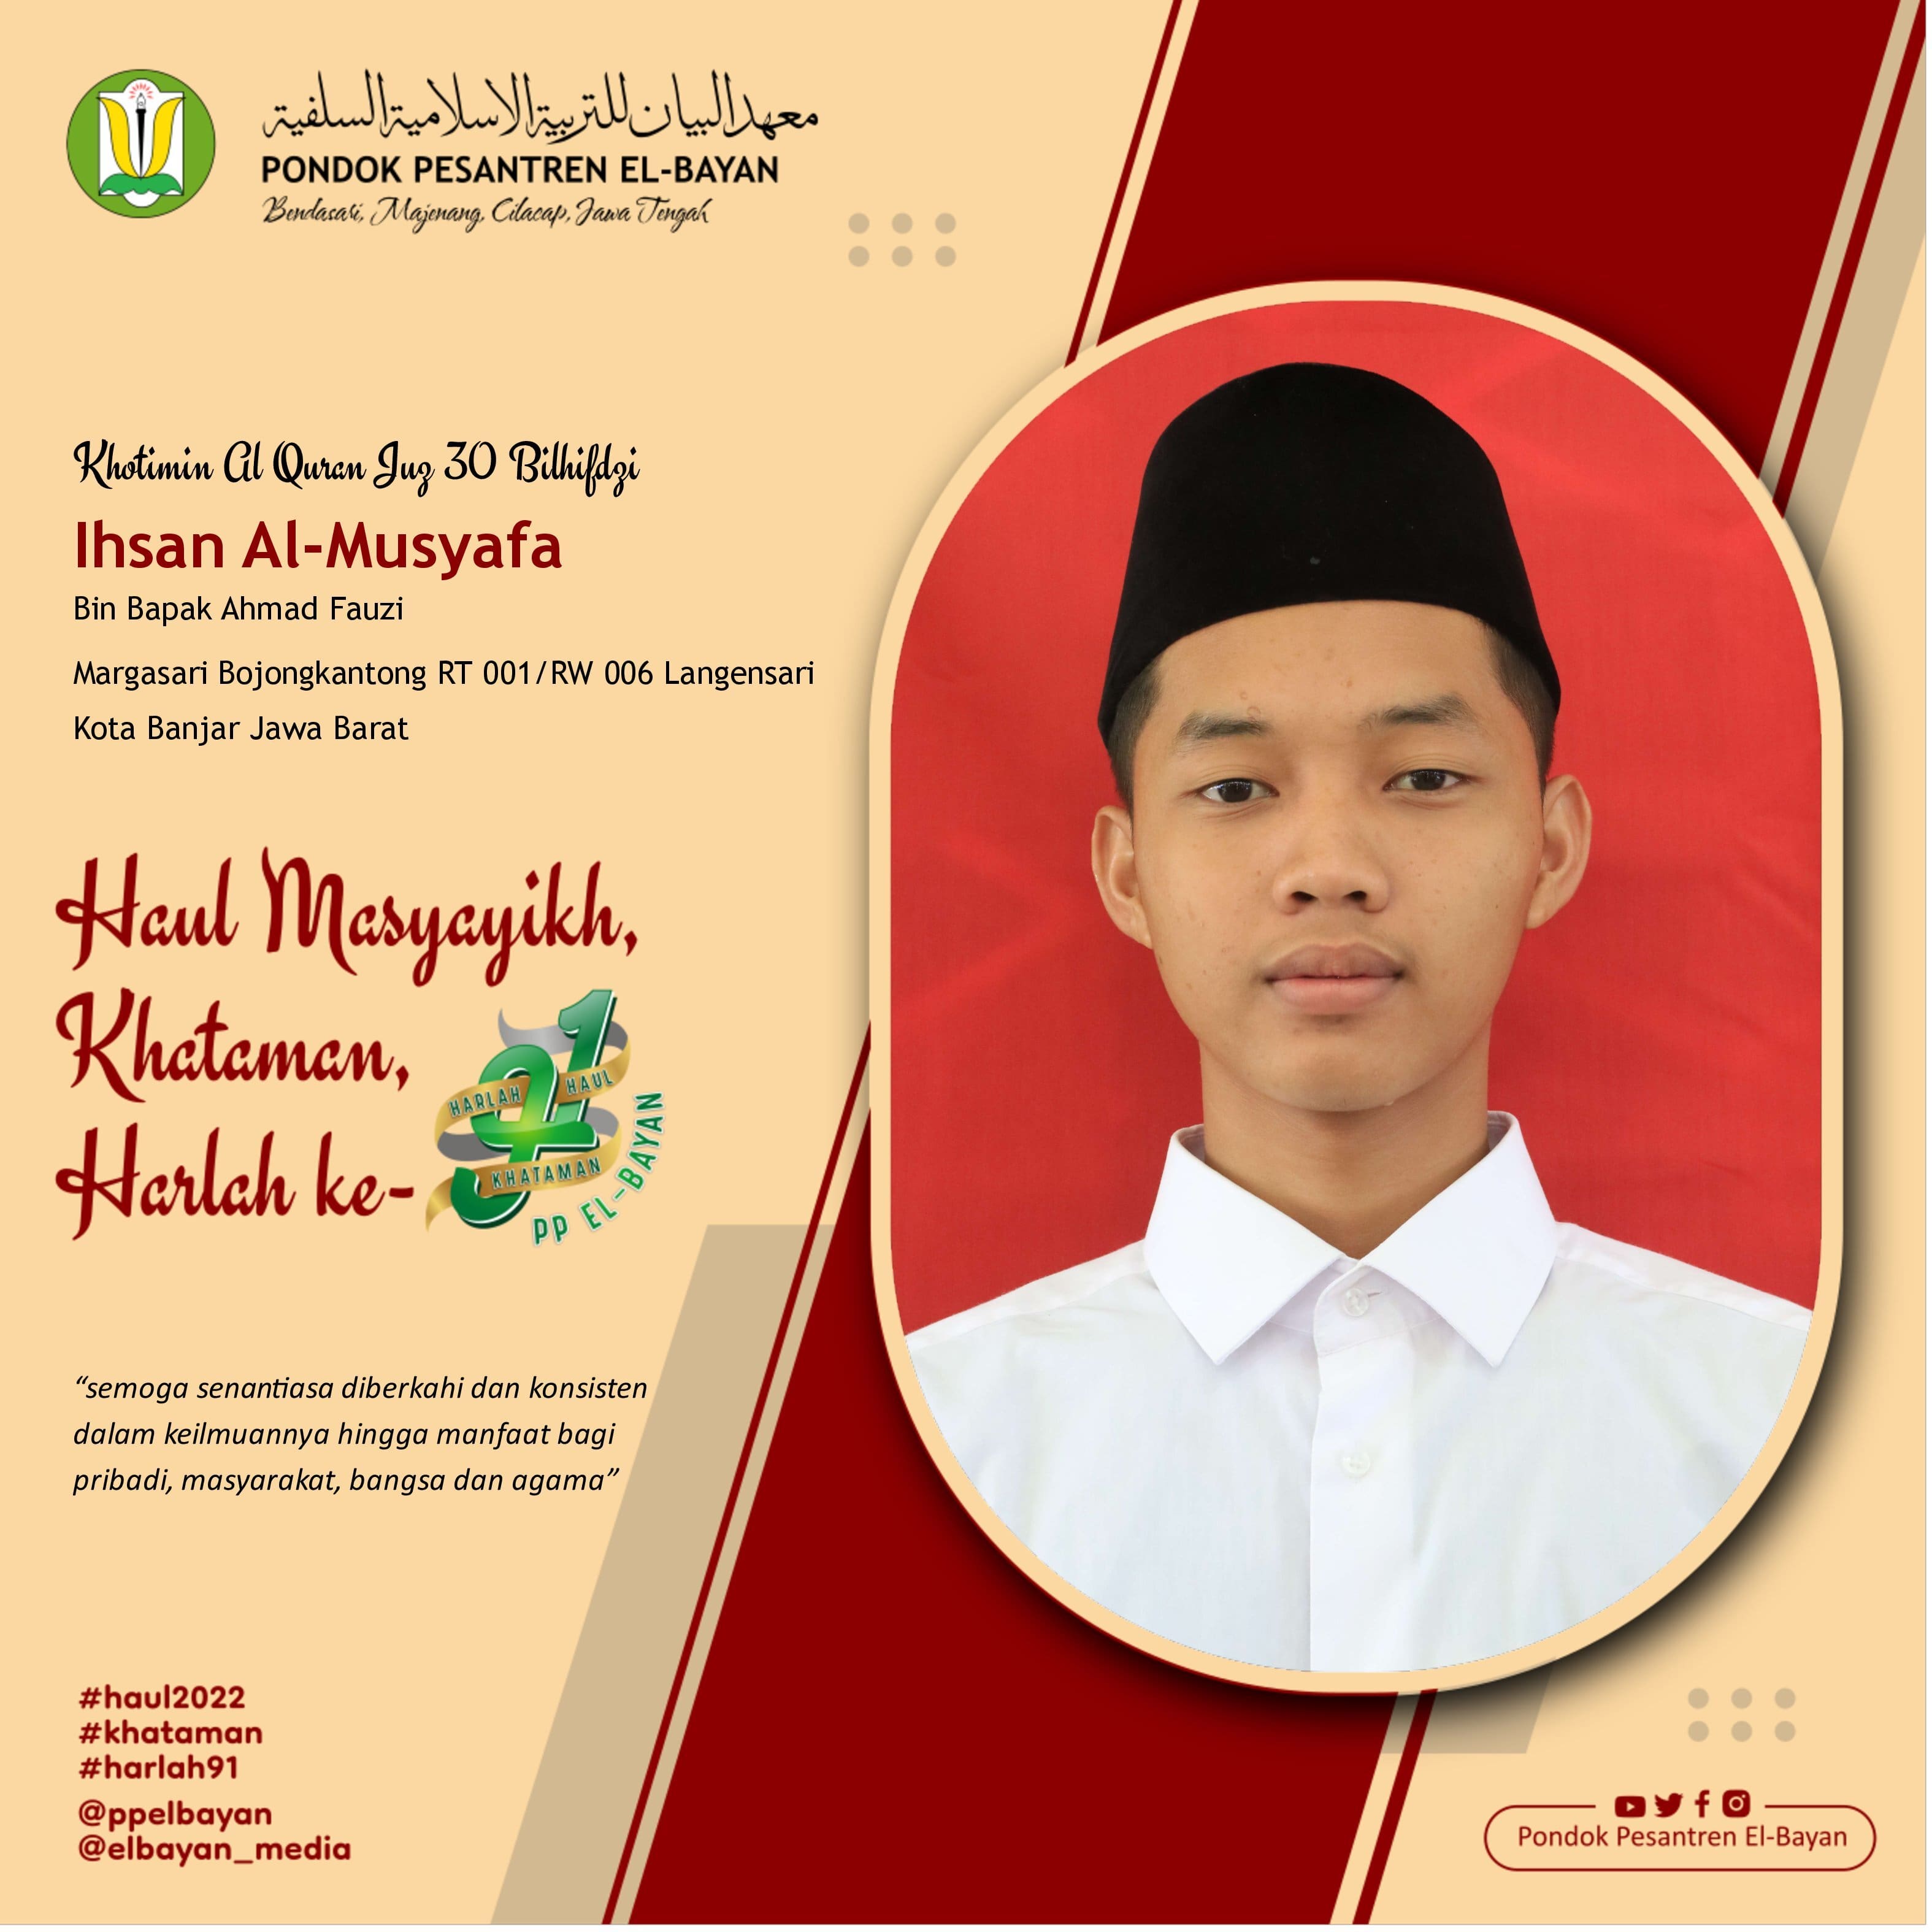 معهد البيان للتربية الاسلامية السلفية
PONDOK PESANTREN EL-BAYAN
Bendasari, Majenang, Cilacap, Jawa Tengah
Khotimin Al Quran Juz 30 Bilhifdzi
Ihsan Al-Musyafa
Bin Bapak Ahmad Fauzi
Margasari Bojongkantong RT 001/RW 006 Langensari
Kota Banjar Jawa Barat
Haul Masyayikh,
Khataman,
Harlah ke-
91
HARLAH HAUL
KHATAMAN
PP EL-BAYAN
“semoga senantiasa diberkahi dan konsisten
dalam keilmuannya hingga manfaat bagi
pribadi, masyarakat, bangsa dan agama”
#haul2022
#khataman
#harlah91
@ppelbayan
@elbayan_media
Pondok Pesantren El-Bayan